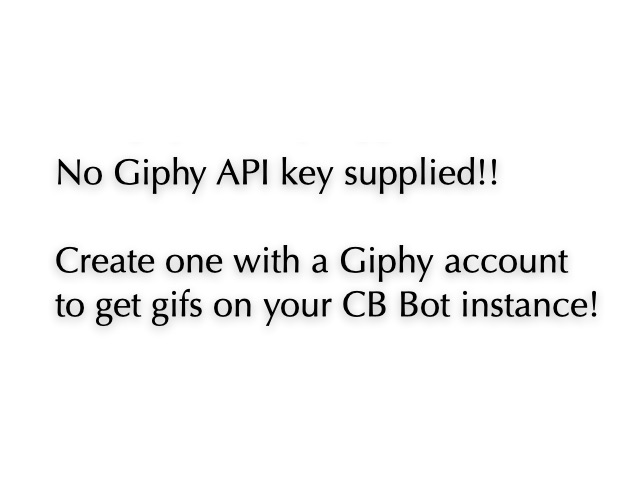 No Giphy API key supplied!!
Create one with a Giphy account
to get gifs on your CB Bot instance!